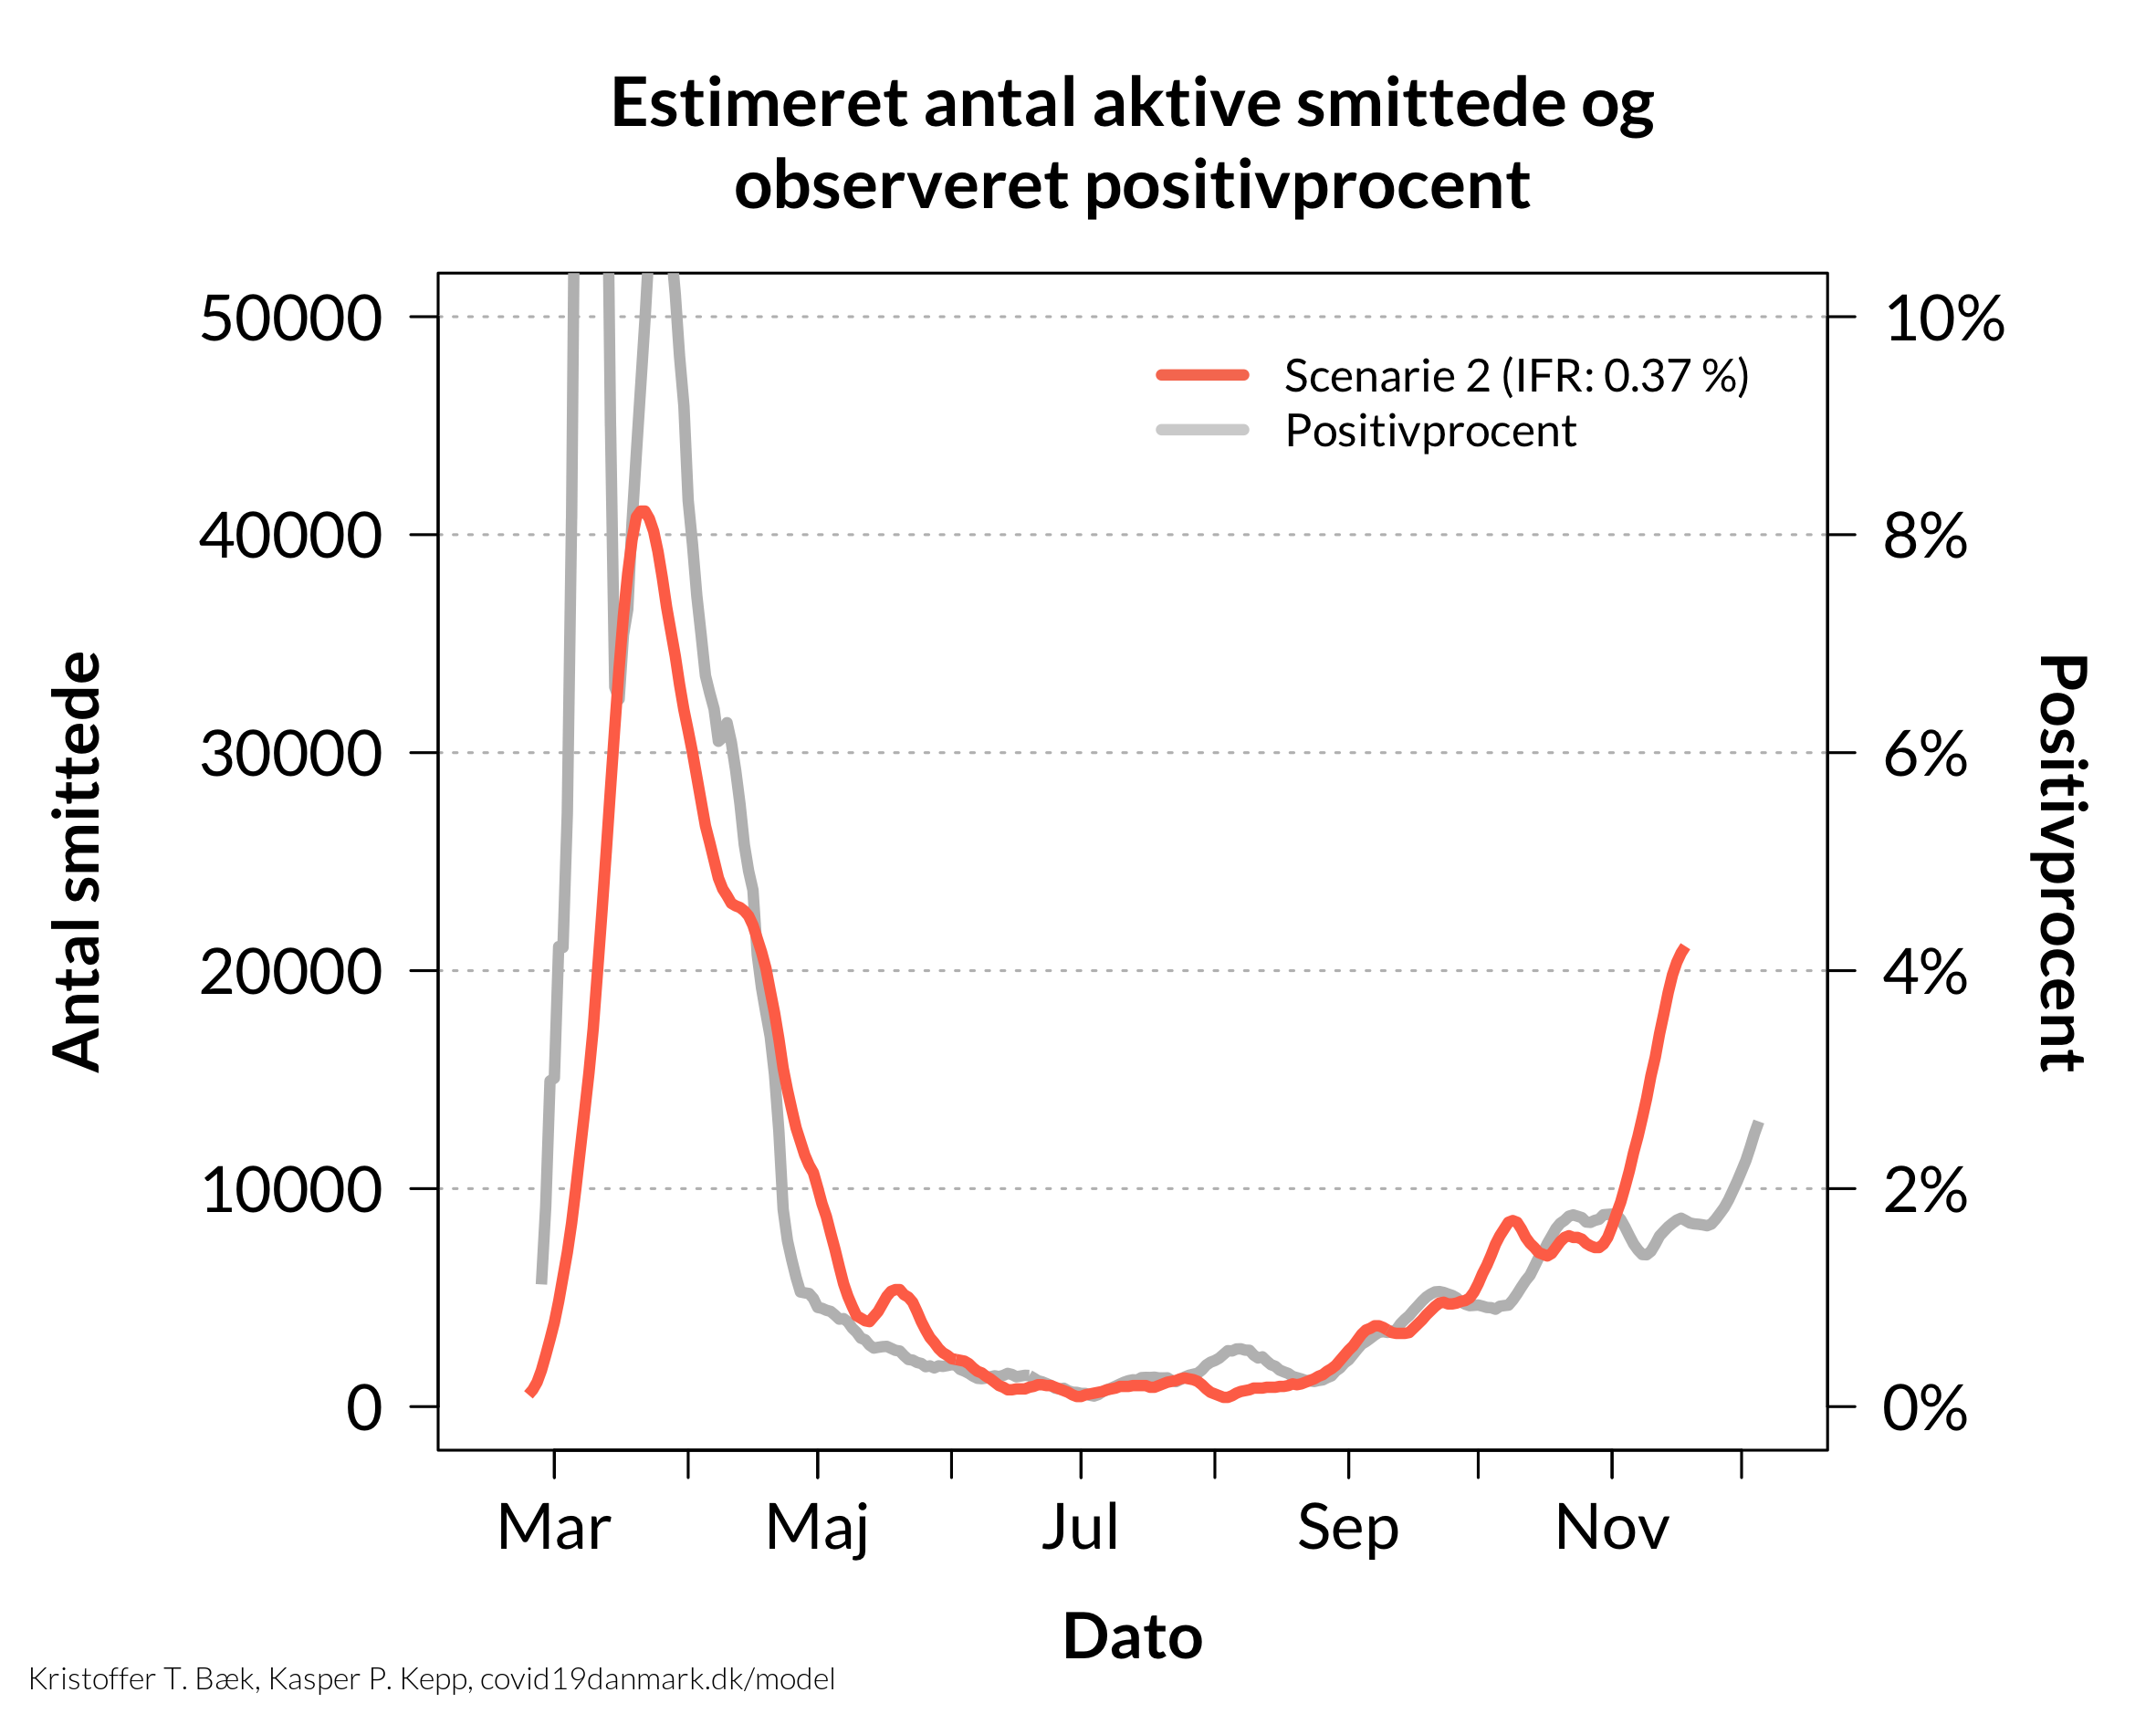 Estimeret antal aktive smittede og
observeret positivprocent
50000
40000
30000
20000
10000
0
Antal smittede
10%
8%
6%
4%
2%
0%
Positivprocent
Scenarie 2 (IFR: 0.37 %)
Positivprocent
Mar
Maj
Jul
Sep
Nov
Dato
Kristoffer T. Bæk, Kasper P. Kepp, covid19danmark.dk/model